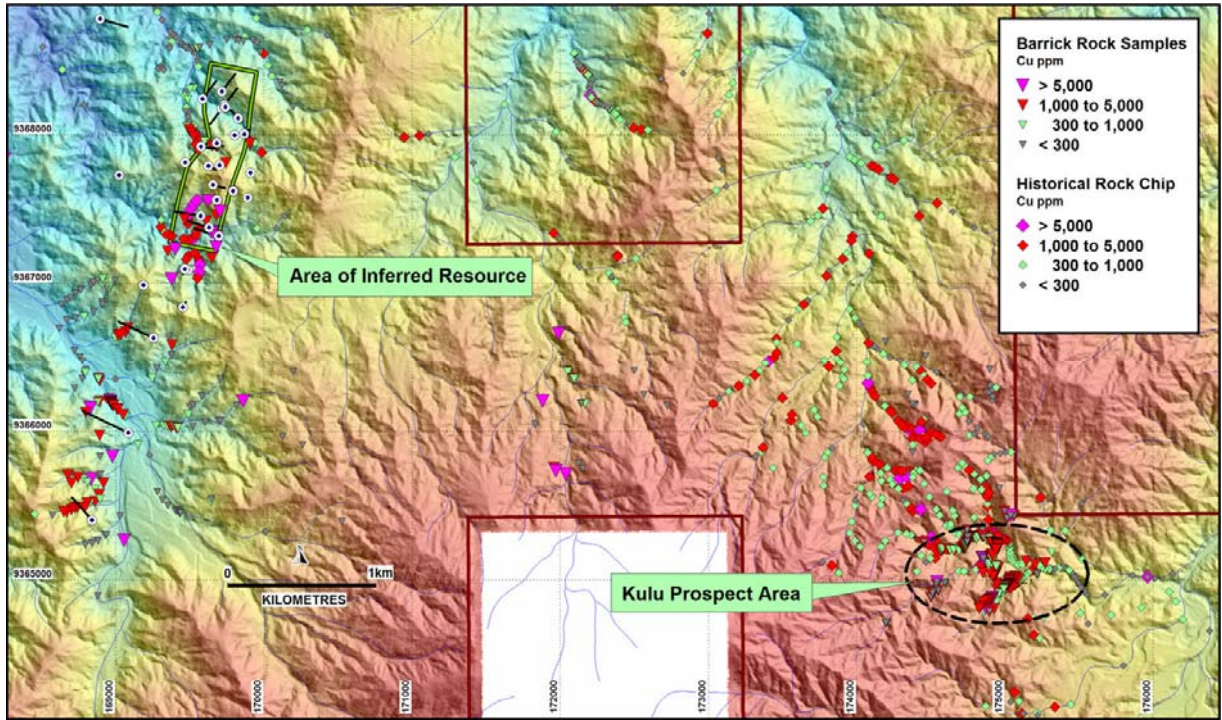 Barrick Rock Samples
Cu ppm
> 5,000
1,000 to 5,000
300 to 1,000
< 300
Historical Rock Chip
Cu ppm
> 5,000
1,000 to 5,000
300 to 1,000
< 300
9368000
9367000
9366000
9365000
Area of Inferred Resource
Kulu Prospect Area
0 1km
KILOMETRES
169000
170000
171000
172000
173000
174000
175000
176000